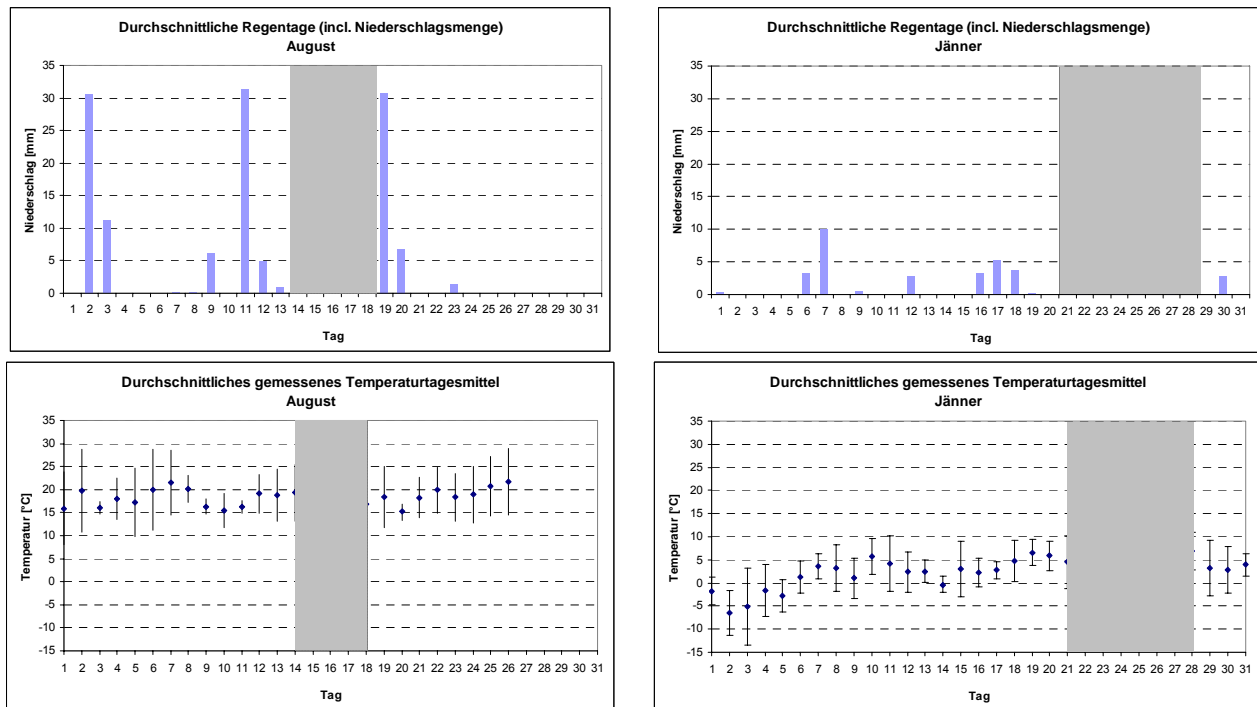 Durchschnittliche Regentage (incl. Niederschlagsmenge)
August
Niederschlag [mm]
35
30
25
20
15
10
5
0
1 2 3 4 5 6 7 8 9 10 11 12 13 14 15 16 17 18 19 20 21 22 23 24 25 26 27 28 29 30 31
Tag
Durchschnittliche Regentage (incl. Niederschlagsmenge)
Jänner
Niederschlag [mm]
35
30
25
20
15
10
5
0
1 2 3 4 5 6 7 8 9 10 11 12 13 14 15 16 17 18 19 20 21 22 23 24 25 26 27 28 29 30 31
Tag
Durchschnittliches gemessenes Temperaturtagesmittel
August
Temperatur [°C]
35
30
25
20
15
10
5
0
-5
-10
-15
1 2 3 4 5 6 7 8 9 10 11 12 13 14 15 16 17 18 19 20 21 22 23 24 25 26 27 28 29 30 31
Tag
Durchschnittliches gemessenes Temperaturtagesmittel
Jänner
Temperatur [°C]
35
30
25
20
15
10
5
0
-5
-10
-15
1 2 3 4 5 6 7 8 9 10 11 12 13 14 15 16 17 18 19 20 21 22 23 24 25 26 27 28 29 30 31
Tag